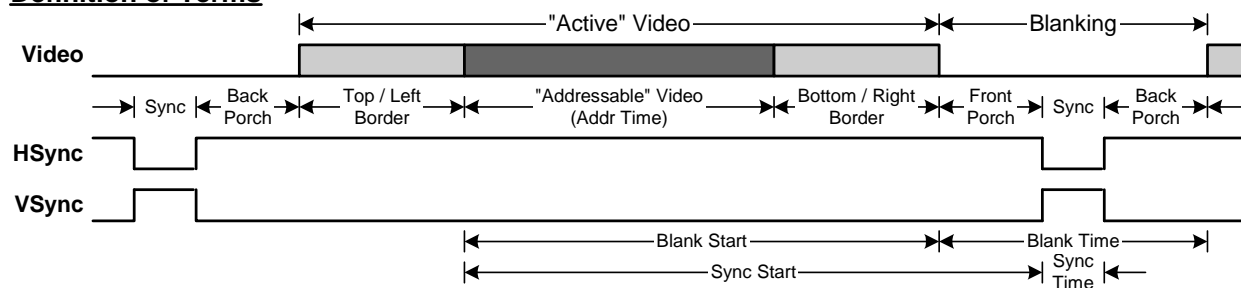 Definition of Terms
"Active" Video
Blanking
Video
Sync
Back
Porch
Top / Left
Border
"Addressable" Video
(Addr Time)
Bottom / Right
Border
Front
Porch
Sync
Back
Porch
HSync
VSync
Blank Start
Blank Time
Sync Start
Sync
Time